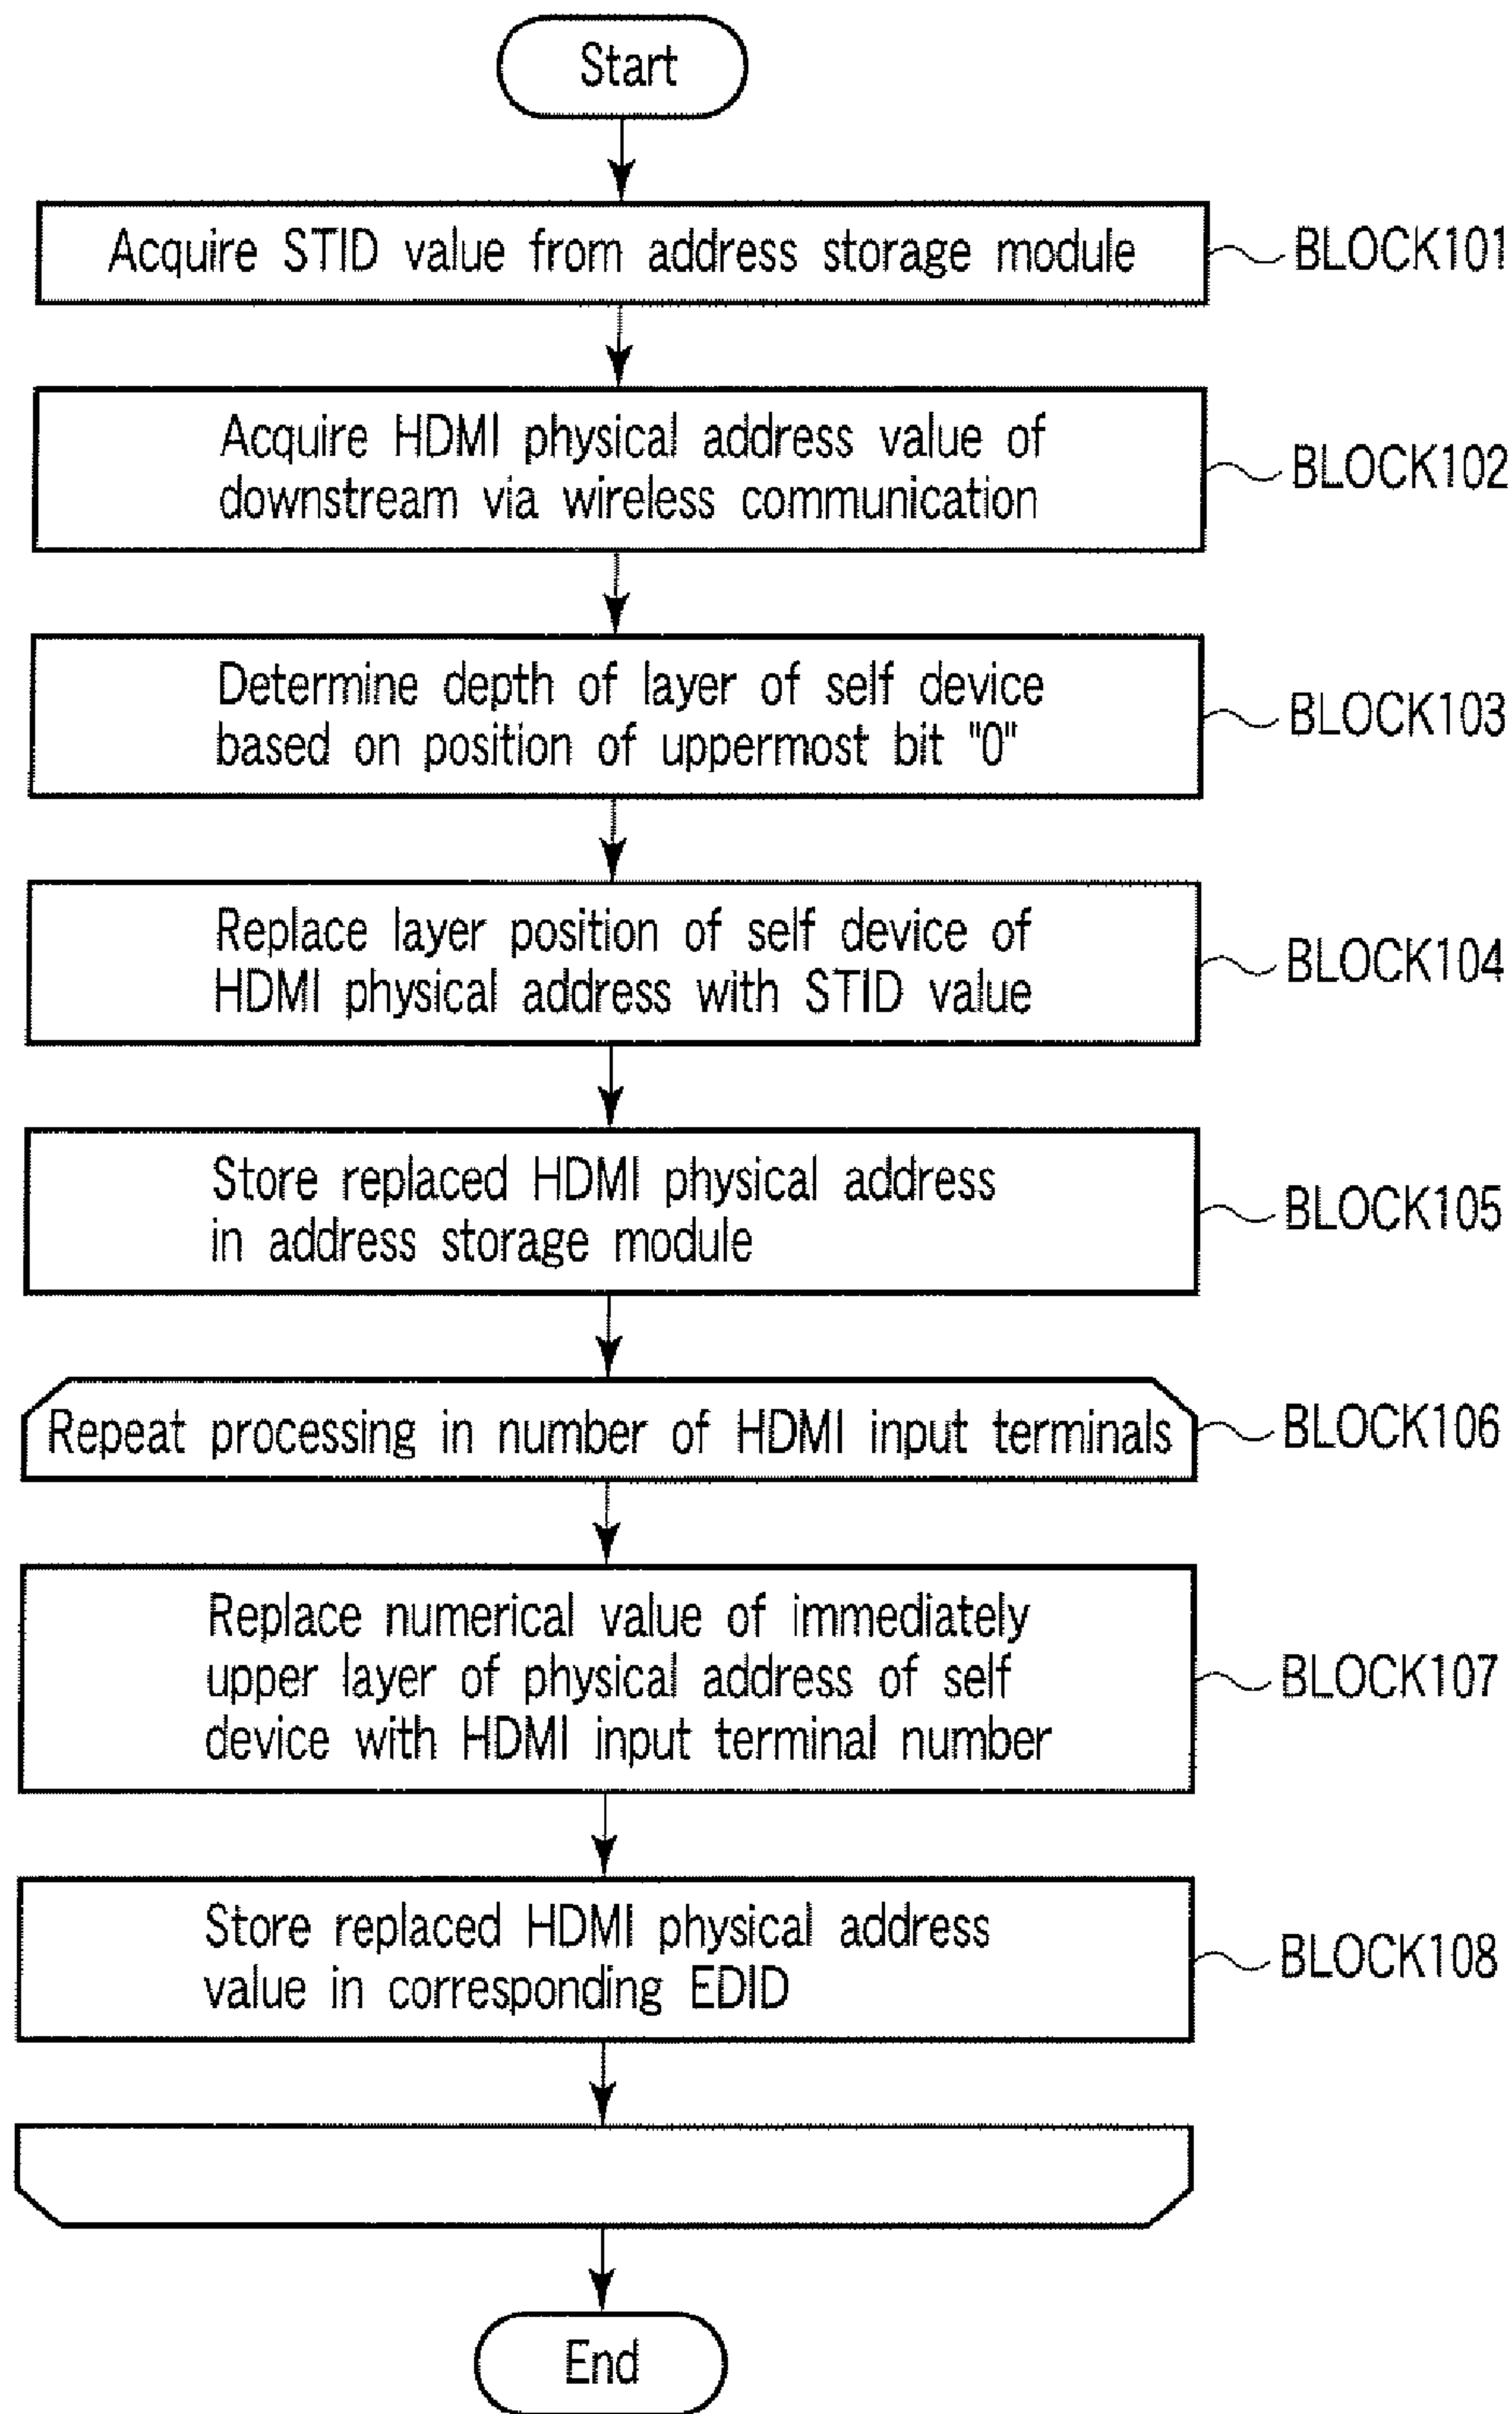 Start
Acquire STID value from address storage module
BLOCK101
Acquire HDMI physical address value of
downstream via wireless communication
BLOCK102
Determine depth of layer of self device
based on position of uppermost bit "0"
BLOCK103
Replace layer position of self device of
HDMI physical address with STID value
BLOCK104
Store replaced HDMI physical address
in address storage module
BLOCK105
Repeat processing in number of HDMI input terminals
BLOCK106
Replace numerical value of immediately
upper layer of physical address of self
device with HDMI input terminal number
BLOCK107
Store replaced HDMI physical address
value in corresponding EDID
BLOCK108
End